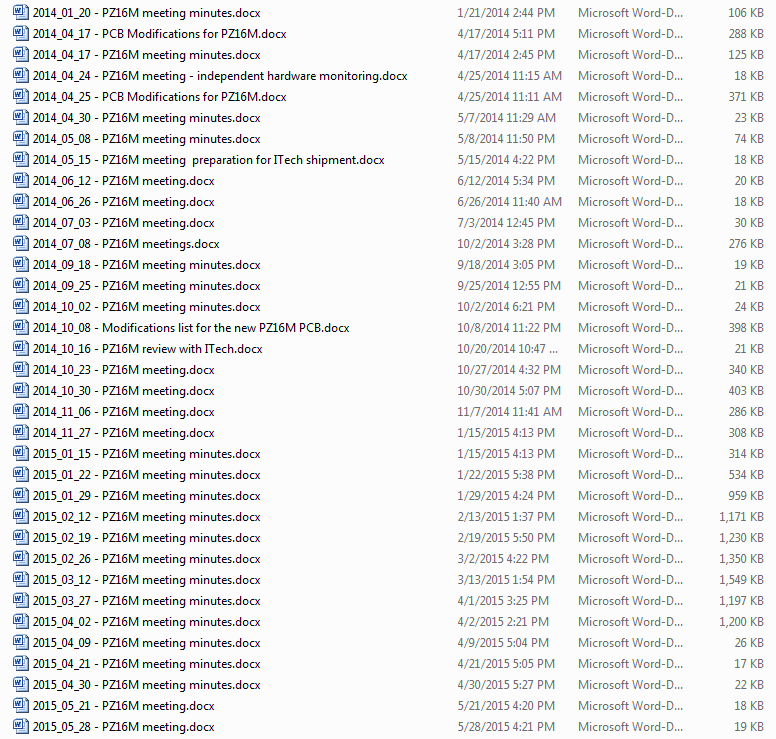 2014_01_20 - PZ16M meeting minutes.docx 1/21/2014 2:44 PM Microsoft Word-D... 106 KB
2014_04_17 - PCB Modifications for PZ16M.docx 4/17/2014 5:11 PM Microsoft Word-D... 288 KB
2014_04_17 - PZ16M meeting minutes.docx 4/17/2014 2:45 PM Microsoft Word-D... 125 KB
2014_04_24 - PZ16M meeting - independent hardware monitoring.docx 4/25/2014 11:15 AM Microsoft Word-D... 18 KB
2014_04_25 - PCB Modifications for PZ16M.docx 4/25/2014 11:11 AM Microsoft Word-D... 371 KB
2014_04_30 - PZ16M meeting minutes.docx 5/7/2014 11:29 AM Microsoft Word-D... 23 KB
2014_05_08 - PZ16M meeting minutes.docx 5/8/2014 11:50 PM Microsoft Word-D... 74 KB
2014_05_15 - PZ16M meeting  preparation for ITech shipment.docx 5/15/2014 4:22 PM Microsoft Word-D... 18 KB
2014_06_12 - PZ16M meeting.docx 6/12/2014 5:34 PM Microsoft Word-D... 20 KB
2014_06_26 - PZ16M meeting.docx 6/26/2014 11:40 AM Microsoft Word-D... 18 KB
2014_07_03 - PZ16M meeting.docx 7/3/2014 12:45 PM Microsoft Word-D... 30 KB
2014_07_08 - PZ16M meetings.docx 10/2/2014 3:28 PM Microsoft Word-D... 276 KB
2014_09_18 - PZ16M meeting minutes.docx 9/18/2014 3:05 PM Microsoft Word-D... 19 KB
2014_09_25 - PZ16M meeting minutes.docx 9/25/2014 12:55 PM Microsoft Word-D... 21 KB
2014_10_02 - PZ16M meeting minutes.docx 10/2/2014 6:21 PM Microsoft Word-D... 24 KB
2014_10_08 - Modifications list for the new PZ16M PCB.docx 10/8/2014 11:22 PM Microsoft Word-D... 398 KB
2014_10_16 - PZ16M review with ITech.docx 10/20/2014 10:47 ... Microsoft Word-D... 21 KB
2014_10_23 - PZ16M meeting.docx 10/27/2014 4:32 PM Microsoft Word-D... 340 KB
2014_10_30 - PZ16M meeting.docx 10/30/2014 5:07 PM Microsoft Word-D... 403 KB
2014_11_06 - PZ16M meeting.docx 11/7/2014 11:41 AM Microsoft Word-D... 286 KB
2014_11_27 - PZ16M meeting.docx 1/15/2015 4:13 PM Microsoft Word-D... 308 KB
2015_01_15 - PZ16M meeting minutes.docx 1/15/2015 4:13 PM Microsoft Word-D... 314 KB
2015_01_22 - PZ16M meeting minutes.docx 1/22/2015 5:38 PM Microsoft Word-D... 534 KB
2015_01_29 - PZ16M meeting minutes.docx 1/29/2015 4:24 PM Microsoft Word-D... 959 KB
2015_02_12 - PZ16M meeting minutes.docx 2/13/2015 1:37 PM Microsoft Word-D... 1,171 KB
2015_02_19 - PZ16M meeting minutes.docx 2/19/2015 5:50 PM Microsoft Word-D... 1,230 KB
2015_02_26 - PZ16M meeting minutes.docx 3/2/2015 4:22 PM Microsoft Word-D... 1,350 KB
2015_03_12 - PZ16M meeting minutes.docx 3/13/2015 1:54 PM Microsoft Word-D... 1,549 KB
2015_03_27 - PZ16M meeting minutes.docx 4/1/2015 3:25 PM Microsoft Word-D... 1,197 KB
2015_04_02 - PZ16M meeting minutes.docx 4/2/2015 2:21 PM Microsoft Word-D... 1,200 KB
2015_04_09 - PZ16M meeting minutes.docx 4/9/2015 5:04 PM Microsoft Word-D... 26 KB
2015_04_21 - PZ16M meeting minutes.docx 4/21/2015 5:05 PM Microsoft Word-D... 17 KB
2015_04_30 - PZ16M meeting minutes.docx 4/30/2015 5:27 PM Microsoft Word-D... 22 KB
2015_05_21 - PZ16M meeting.docx 5/21/2015 4:20 PM Microsoft Word-D... 18 KB
2015_05_28 - PZ16M meeting.docx 5/28/2015 4:21 PM Microsoft Word-D... 19 KB